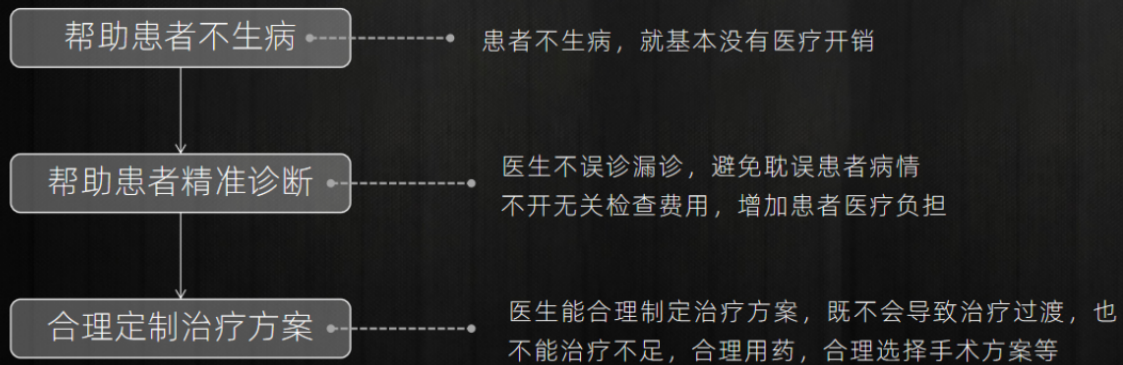 帮助患者不生病
患者不生病，就基本没有医疗开销
帮助患者精准诊断
医生不误诊漏诊，避免耽误患者病情
不开无关检查费用，增加患者医疗负担
合理定制治疗方案
医生能合理制定治疗方案，既不会导致治疗过渡，也
不能治疗不足，合理用药，合理选择手术方案等